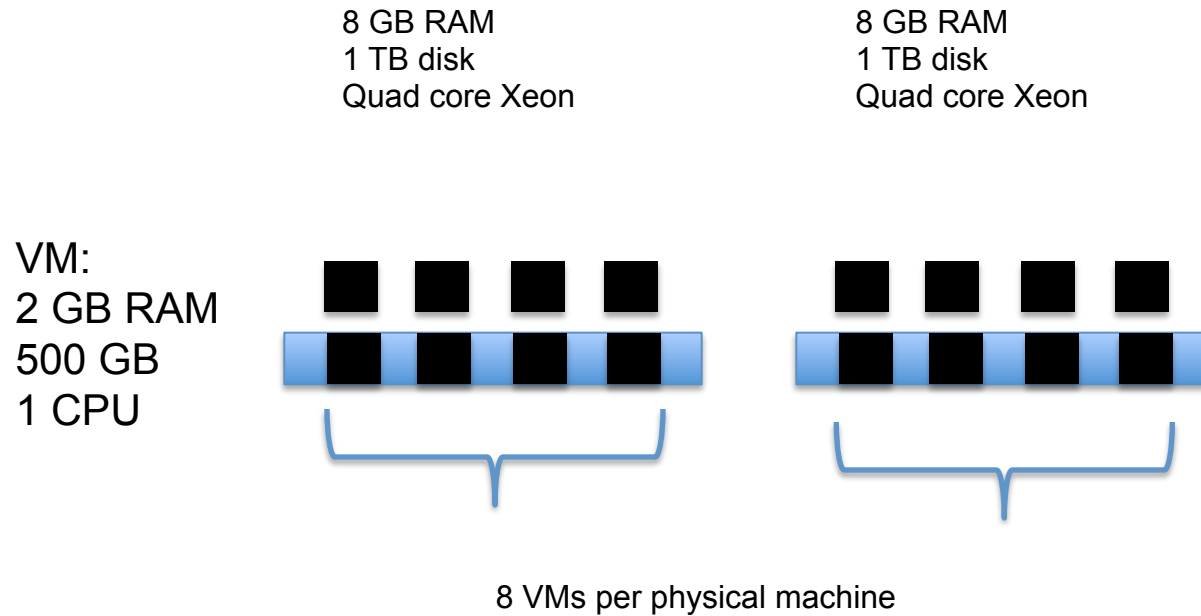 8 GB RAM
1 TB disk
Quad core Xeon
8 GB RAM
1 TB disk
Quad core Xeon
VM:
2 GB RAM
500 GB
1 CPU
8 VMs per physical machine